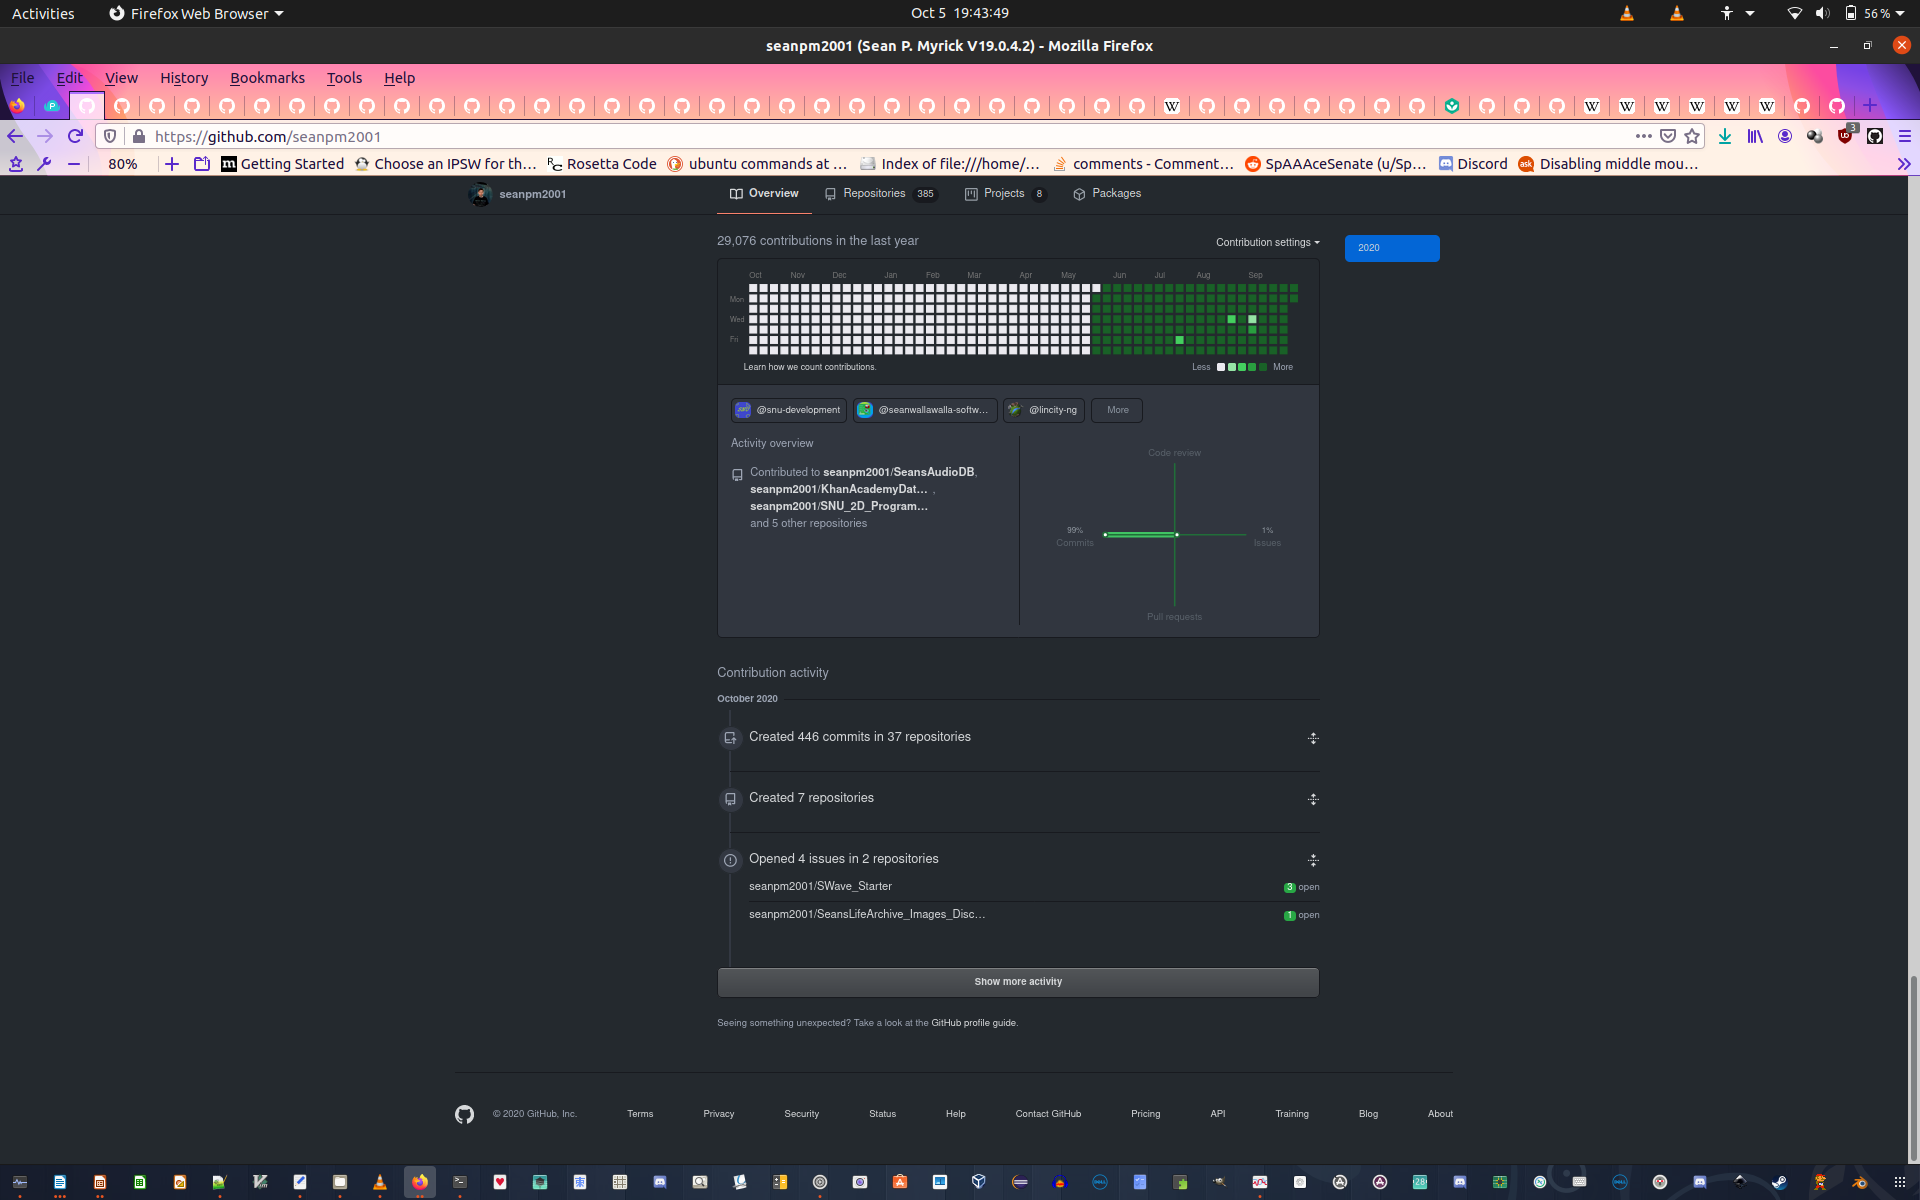 Activities
Firefox Web Browser
Oct 5 19:43:49
56 %
seanpm2001 (Sean P. Myrick V19.0.4.2) - Mozilla Firefox
File Edit View History Bookmarks Tools Help
https://github.com/seanpm2001
3
80%
Getting Started
Choose an IPSW for th…
Rosetta Code
ubuntu commands at …
Index of file:///home/…
comments - Comment…
SpAAAceSenate (u/Sp…
Discord
Disabling middle mou…
seanpm2001
Overview
Repositories 385
Projects 8
Packages
29,076 contributions in the last year
Contribution settings
2020
Oct Nov Dec Jan Feb Mar Apr May Jun Jul Aug Sep
Mon
Wed
Fri
Learn how we count contributions.
Less More
@snu-development
@seanwallawalla-softw…
@lincity-ng
More
Activity overview
Contributed to seanpm2001/SeansAudioDB,
seanpm2001/KhanAcademyDat… ,
seanpm2001/SNU_2D_Program…
and 5 other repositories
Code review
99%
Commits
1%
Issues
Pull requests
Contribution activity
October 2020
Created 446 commits in 37 repositories
Created 7 repositories
Opened 4 issues in 2 repositories
seanpm2001/SWave_Starter
3 open
seanpm2001/SeansLifeArchive_Images_Disc…
1 open
Show more activity
Seeing something unexpected? Take a look at the GitHub profile guide.
© 2020 GitHub, Inc. Terms Privacy Security Status Help Contact GitHub Pricing API Training Blog About